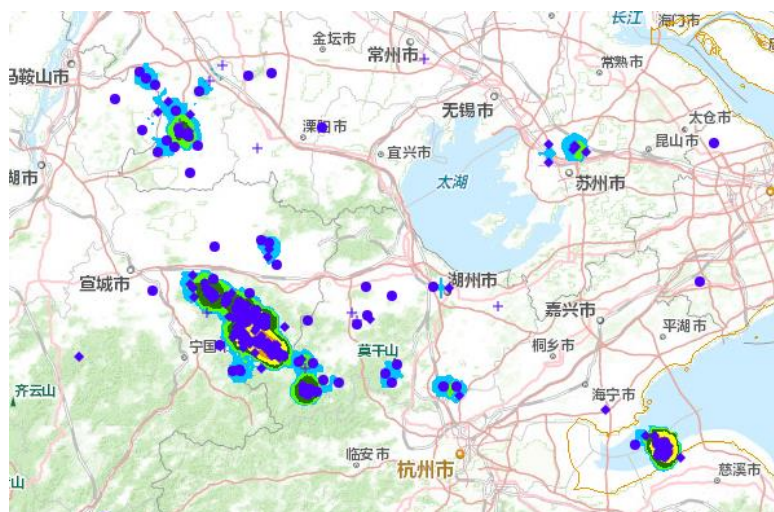 长江
海门市
金坛市
常州市
马鞍山市
常熟市
无锡市
太仓市
溧阳市
昆山市
宜兴市
湖市
太湖
苏州市
宣城市
湖州市
嘉兴市
平湖市
宁国
莫干山
桐乡市
齐云山
海宁市
临安市
杭州市
慈溪市
山